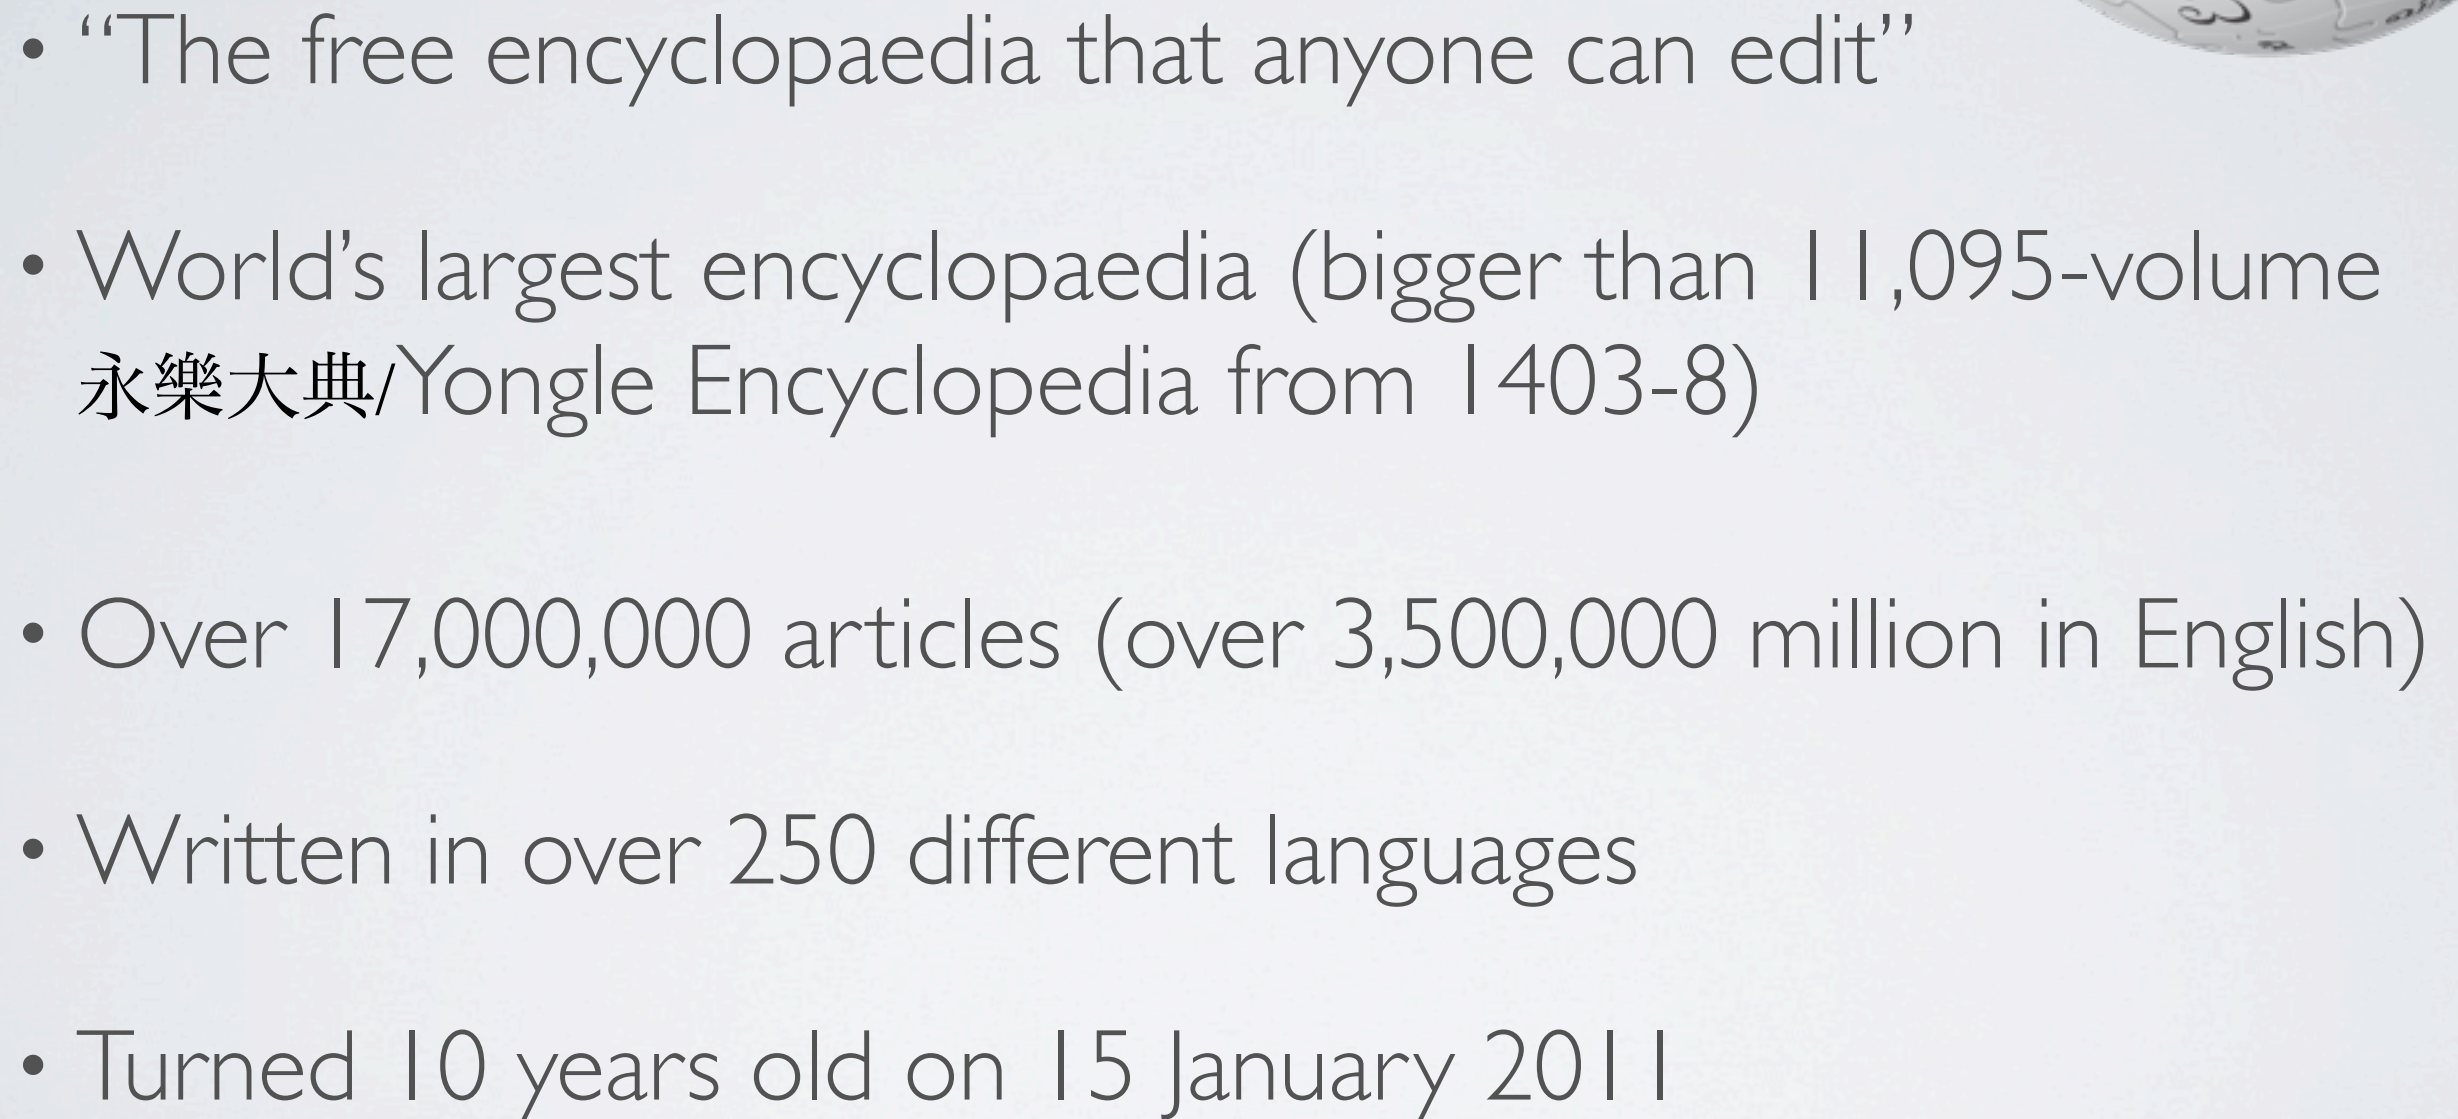 • “The free encyclopaedia that anyone can edit”
• World’s largest encyclopaedia (bigger than 11,095-volume
永樂大典/Yongle Encyclopedia from 1403-8)
• Over 17,000,000 articles (over 3,500,000 million in English)
• Written in over 250 different languages
• Turned 10 years old on 15 January 2011